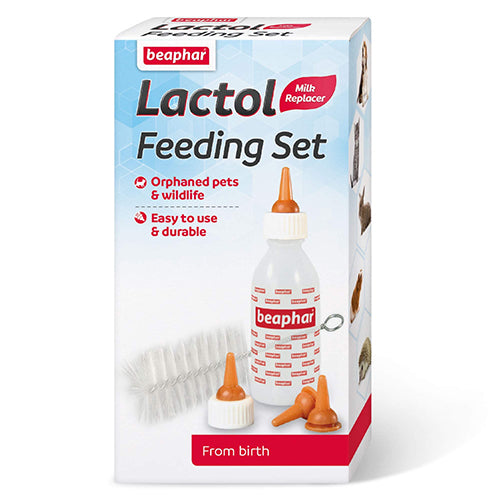 beaphar
Lactol
Milk
Replacer
Feeding Set
Orphaned pets
& wildlife
Easy to use
& durable
beaphar
From birth